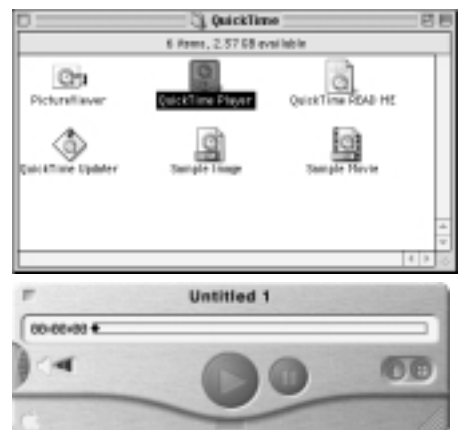 QuickTime
6 items, 2.57 GB available
PictureViewer
QuickTime Player
QuickTime READ ME
QuickTime Updater
Sample Image
Sample Movie
Untitled 1
00:00:00